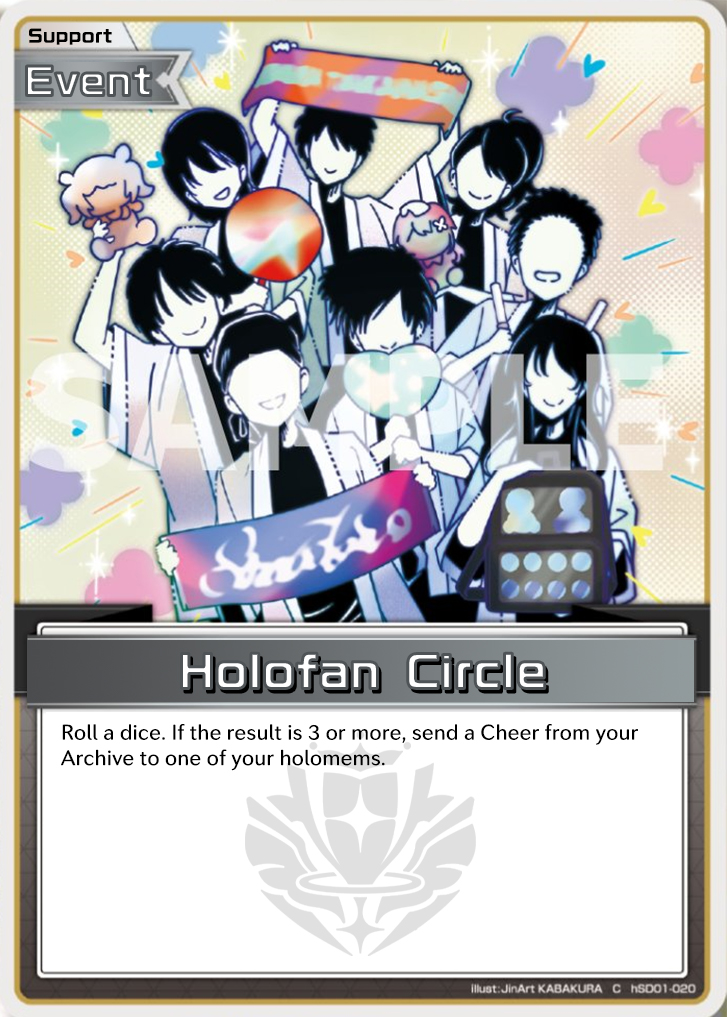 Support
Event
SAMPLE
Holofan Circle
Roll a dice. If the result is 3 or more, send a Cheer from your
Archive to one of your holomems.
illust:JinArt KABAKURA C hSD01-020